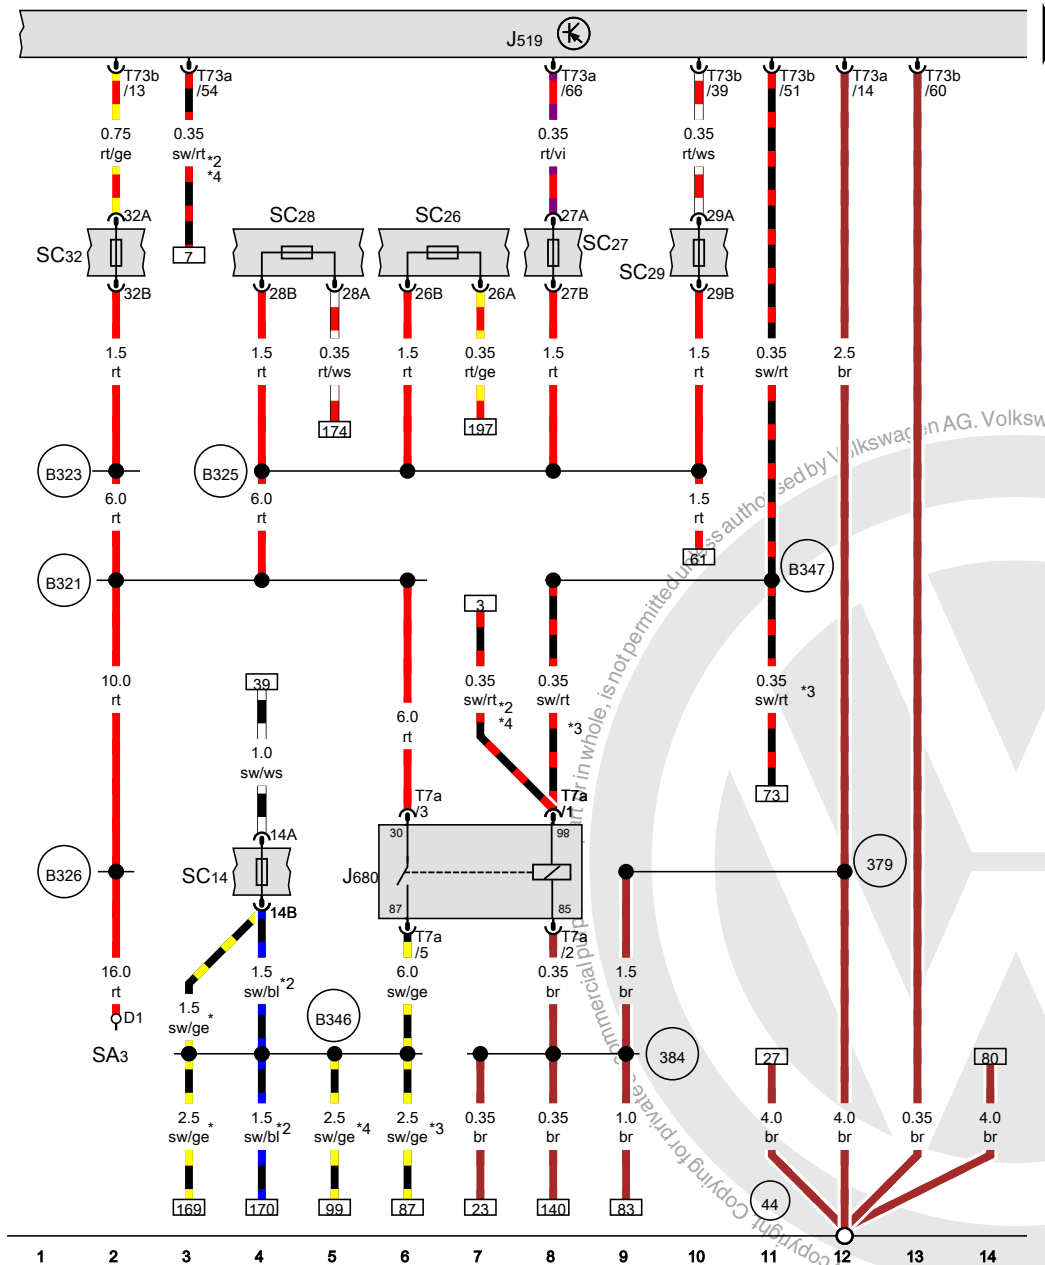 J519
T73b /13
T73a /54
T73a /66
T73b /39
T73b /51
T73a /14
T73b /60
0.75 rt/ge
0.35 sw/rt *2 *4
0.35 rt/vi
0.35 rt/ws
32A
SC28
SC26
27A
29A
SC32
7
SC27
SC29
32B
28B
28A
26B
26A
27B
29B
1.5 rt
1.5 rt
0.35 rt/ws
1.5 rt
0.35 rt/ge
1.5 rt
1.5 rt
0.35 sw/rt
2.5 br
174
197
B323
B325
6.0 rt
6.0 rt
1.5 rt
61
B321
B347
3
10.0 rt
39
0.35 sw/rt *2 *4
0.35 sw/rt *3
0.35 sw/rt *3
6.0 rt
1.0 sw/ws
T7a /3
T7a /1
73
14A
30
98
B326
SC14
J680
379
87
85
14B
T7a /5
T7a /2
16.0 rt
1.5 sw/bl*2
6.0 sw/ge
0.35 br
1.5 br
1.5 sw/ge*
D1
B346
SA3
384
27
80
2.5 sw/ge*
1.5 sw/bl*2
2.5 sw/ge*4
2.5 sw/ge*3
0.35 br
0.35 br
1.0 br
4.0 br
4.0 br
0.35 br
4.0 br
169
170
99
87
23
140
83
44
1 2 3 4 5 6 7 8 9 10 11 12 13 14